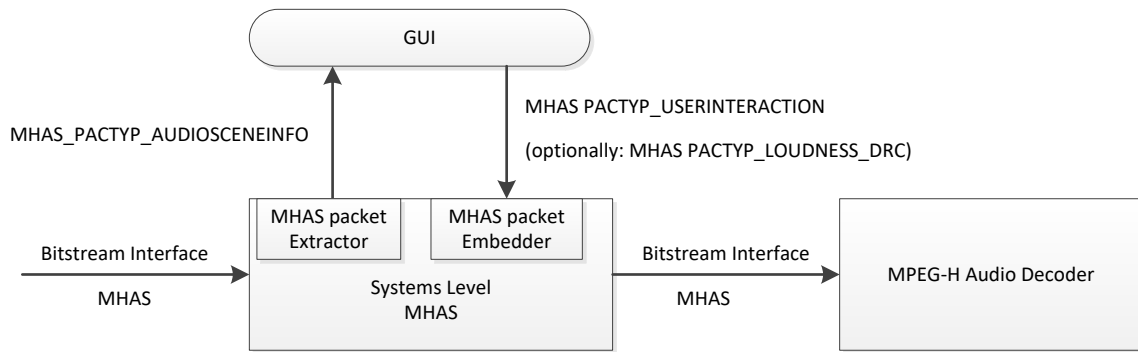 GUI
MHAS_PACTYP_AUDIOSCENEINFO
MHAS PACTYP_USERINTERACTION
(optionally: MHAS PACTYP_LOUDNESS_DRC)
MHAS packet
Extractor
MHAS packet
Embedder
Bitstream Interface
MHAS
Systems Level
MHAS
Bitstream Interface
MHAS
MPEG-H Audio Decoder